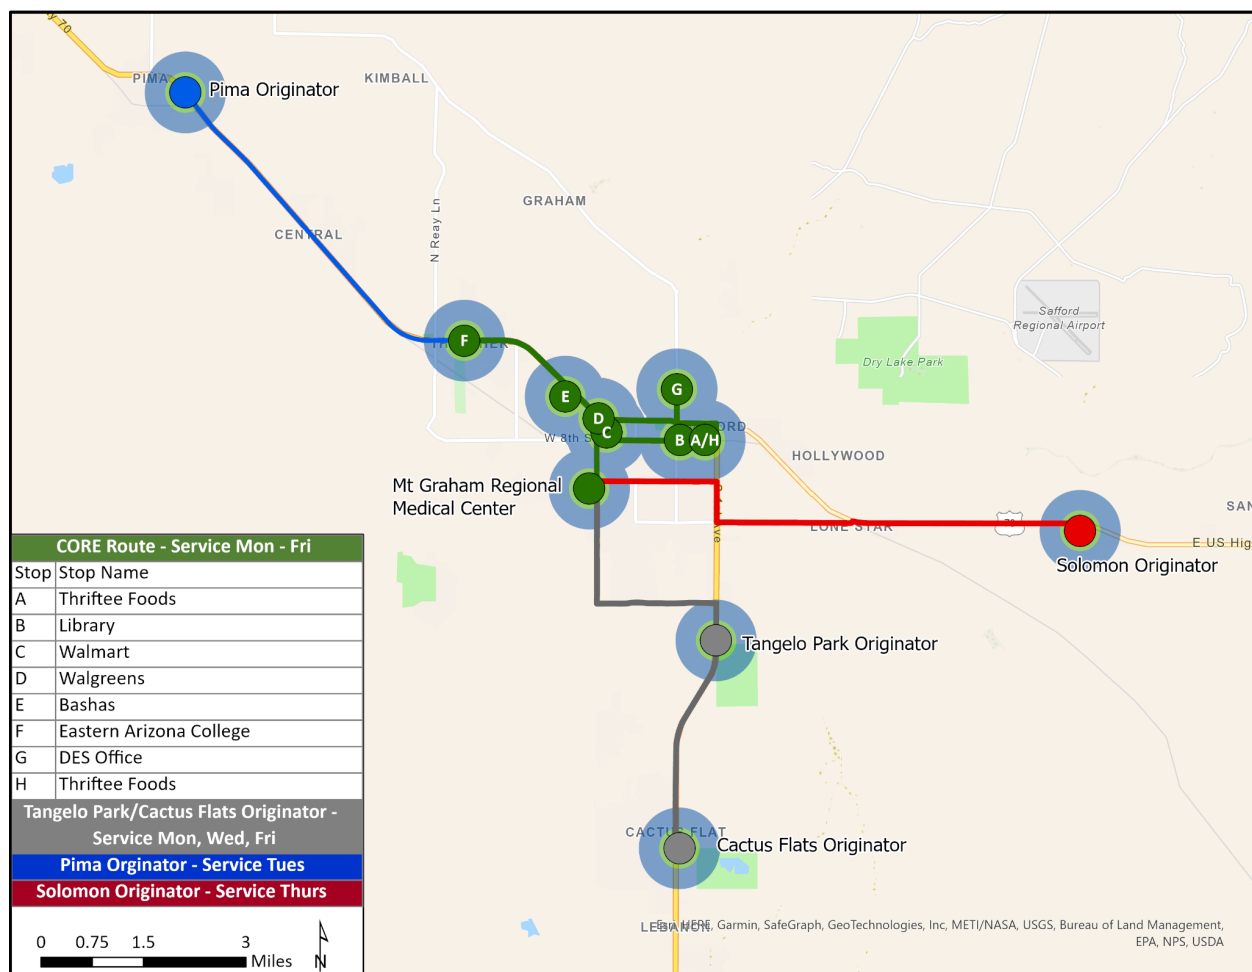 ay 70
PIMA
Pima Originator
KIMBALL
N Reay Ln
GRAHAM
CENTRAL
Safford
Regional Airport
Dry Lake Park
F
E
G
D
C
B
A/H
W 8th S
HOLLYWOOD
Mt Graham Regional
Medical Center
LONE STAR
70
SAN
E US Hig
Solomon Originator
Tangelo Park Originator
CACTUS FLAT
Cactus Flats Originator
LEBANON
CORE Route - Service Mon - Fri
Stop Stop Name
A Thriftee Foods
B Library
C Walmart
D Walgreens
E Bashas
F Eastern Arizona College
G DES Office
H Thriftee Foods
Tangelo Park/Cactus Flats Originator -
Service Mon, Wed, Fri
Pima Orginator - Service Tues
Solomon Originator - Service Thurs
0 0.75 1.5 3
Miles
N
Esri, HERE, Garmin, SafeGraph, GeoTechnologies, Inc, METI/NASA, USGS, Bureau of Land Management,
EPA, NPS, USDA